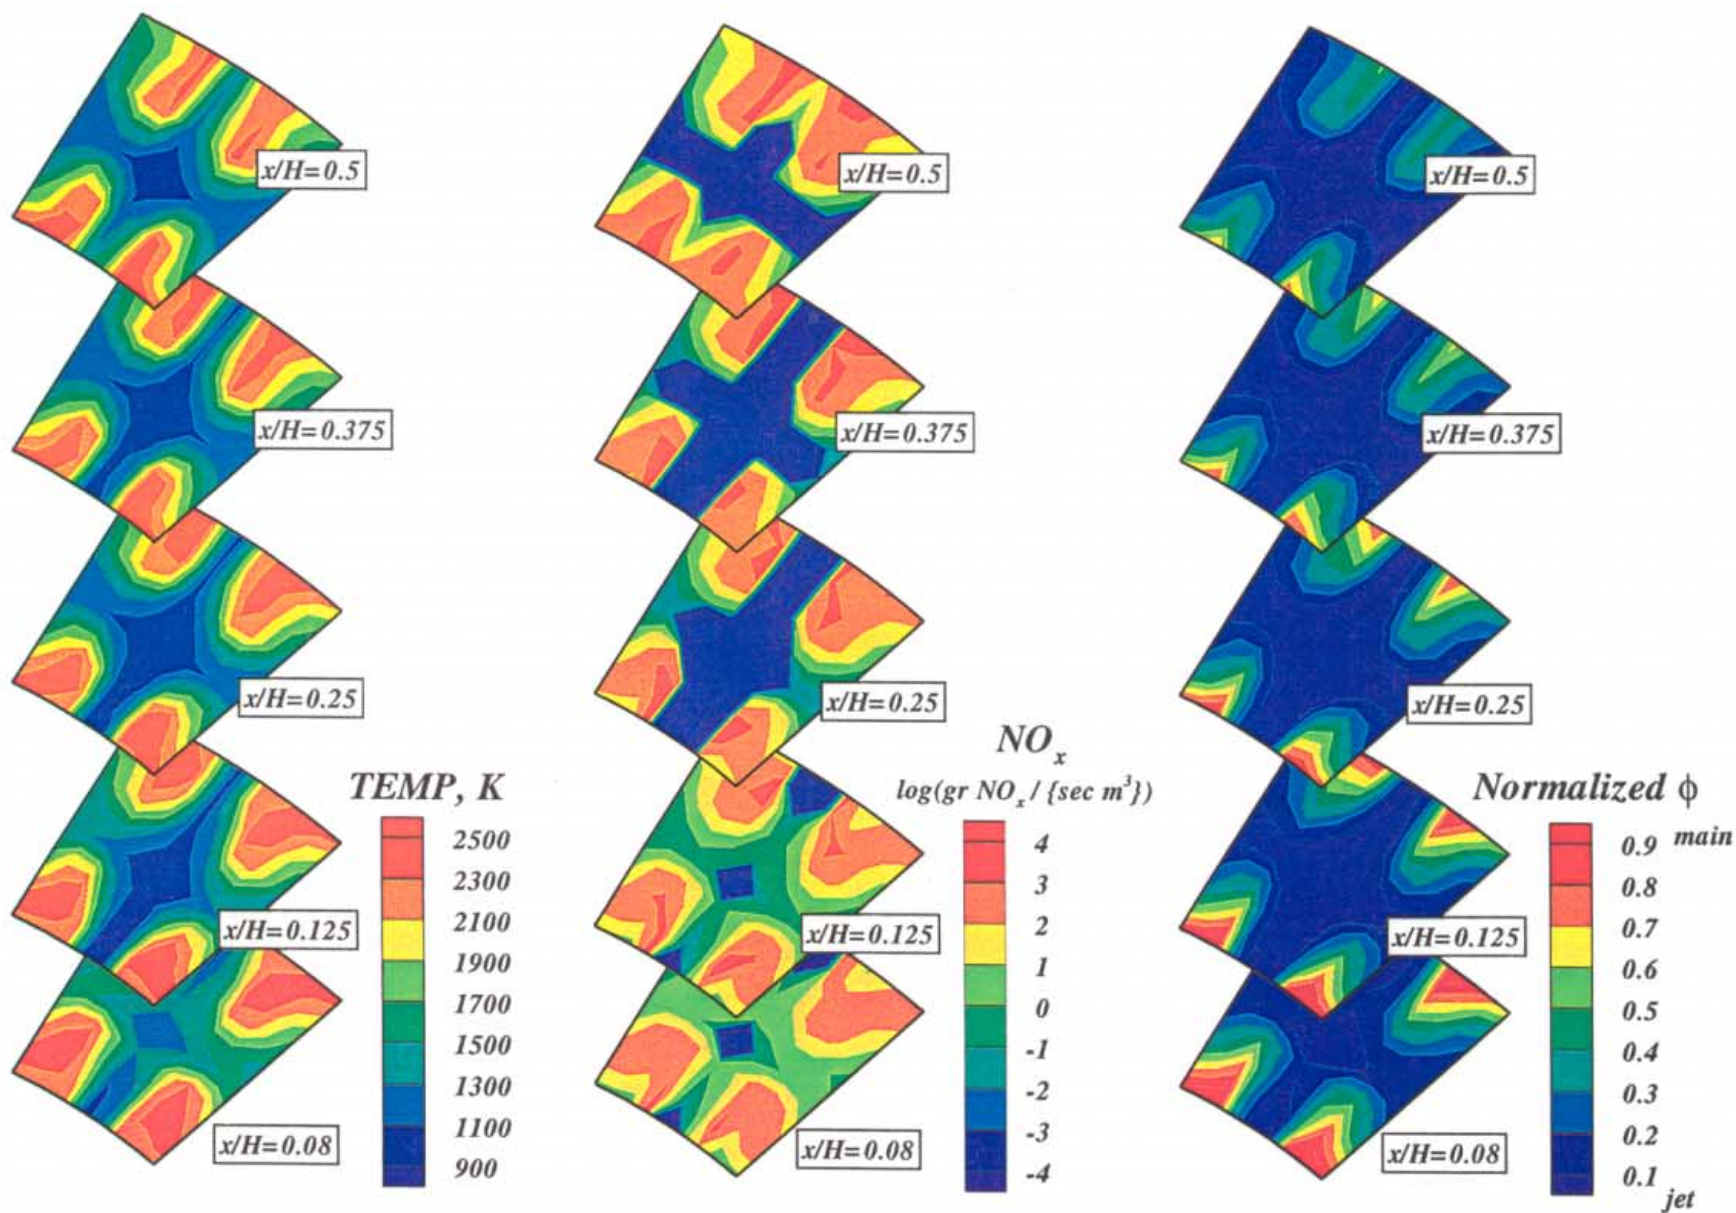 x/H=0.5
x/H=0.375
x/H=0.25
x/H=0.125
x/H=0.08
TEMP, K
2500
2300
2100
1900
1700
1500
1300
1100
900
x/H=0.5
x/H=0.375
x/H=0.25
x/H=0.125
x/H=0.08
NOₓ
log(gr NOₓ / {sec m³})
4
3
2
1
0
-1
-2
-3
-4
x/H=0.5
x/H=0.375
x/H=0.25
x/H=0.125
x/H=0.08
Normalized ϕ
0.9 main
0.8
0.7
0.6
0.5
0.4
0.3
0.2
0.1
jet